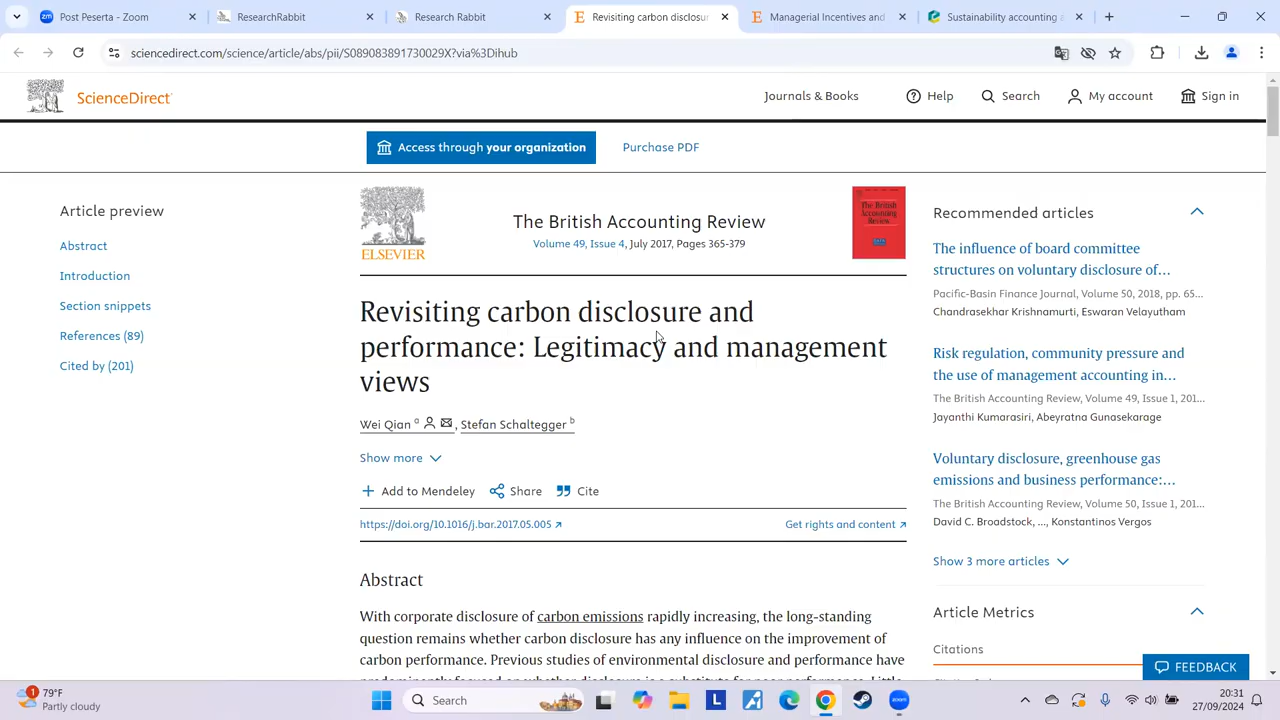 Post Peserta - Zoom
ResearchRabbit
Research Rabbit
Revisiting carbon disclosur
Managerial Incentives and
Sustainability accounting
sciencedirect.com/science/article/abs/pii/S089083891730029X?via%3Dihub
ScienceDirect
Journals & Books
Help
Search
My account
Sign in
Access through your organization
Purchase PDF
Article preview
Abstract
Introduction
Section snippets
References (89)
Cited by (201)
ELSEVIER
The British Accounting Review
Volume 49, Issue 4, July 2017, Pages 365-379
The British
Accounting
Review
Revisiting carbon disclosure and
performance: Legitimacy and management
views
Wei Qian a, Stefan Schaltegger b
Show more
Add to Mendeley
Share
Cite
https://doi.org/10.1016/j.bar.2017.05.005
Get rights and content
Abstract
With corporate disclosure of carbon emissions rapidly increasing, the long-standing
question remains whether carbon disclosure has any influence on the improvement of
carbon performance. Previous studies of environmental disclosure and performance have
Recommended articles
The influence of board committee
structures on voluntary disclosure of…
Pacific-Basin Finance Journal, Volume 50, 2018, pp. 65…
Chandrasekhar Krishnamurti, Eswaran Velayutham
Risk regulation, community pressure and
the use of management accounting in…
The British Accounting Review, Volume 49, Issue 1, 201…
Jayanthi Kumarasiri, Abeyratna Gunasekarage
Voluntary disclosure, greenhouse gas
emissions and business performance:…
The British Accounting Review, Volume 50, Issue 1, 201…
David C. Broadstock, …, Konstantinos Vergos
Show 3 more articles
Article Metrics
Citations
FEEDBACK
1
79°F
Partly cloudy
Search
zoom
20:31
27/09/2024